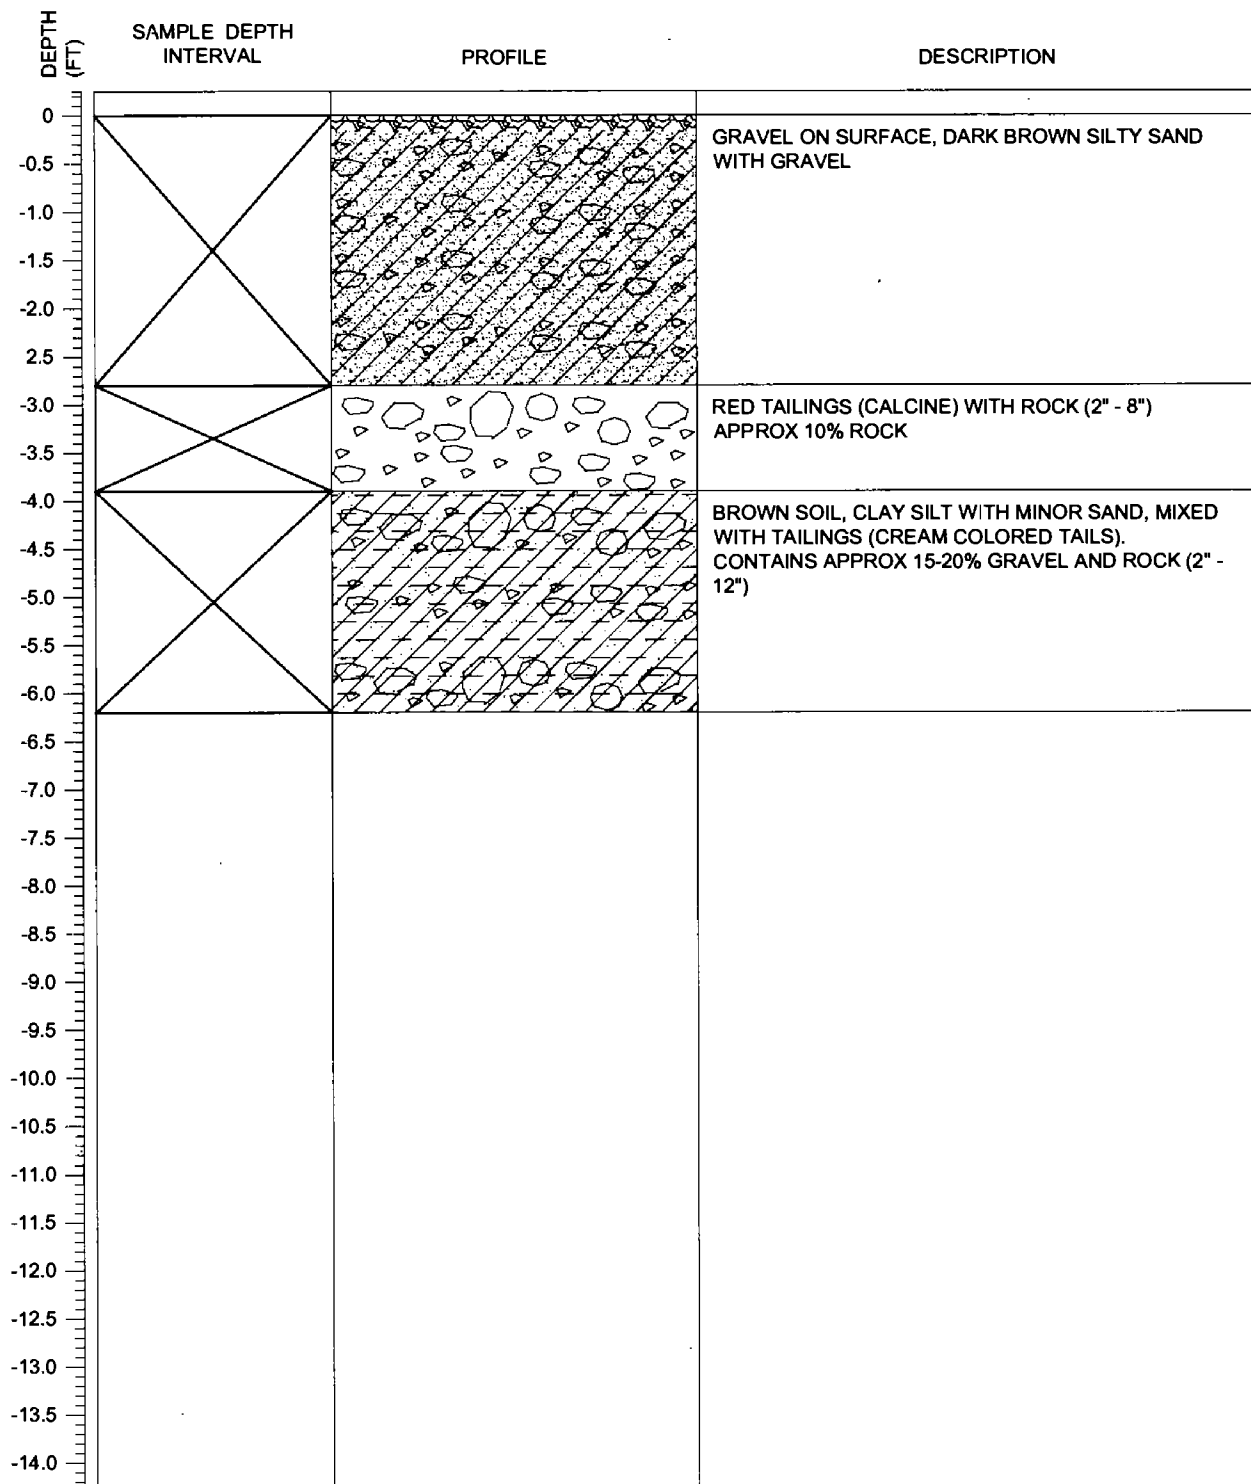 DEPTH
(FT)
SAMPLE DEPTH
INTERVAL
PROFILE
DESCRIPTION
0
-0.5
-1.0
-1.5
-2.0
2.5
-3.0
-3.5
-4.0
-4.5
-5.0
-5.5
-6.0
-6.5
-7.0
-7.5
-8.0
-8.5
-9.0
-9.5
-10.0
-10.5
-11.0
-11.5
-12.0
-12.5
-13.0
-13.5
-14.0
GRAVEL ON SURFACE, DARK BROWN SILTY SAND
WITH GRAVEL
RED TAILINGS (CALCINE) WITH ROCK (2" - 8")
APPROX 10% ROCK
BROWN SOIL, CLAY SILT WITH MINOR SAND, MIXED
WITH TAILINGS (CREAM COLORED TAILS).
CONTAINS APPROX 15-20% GRAVEL AND ROCK (2" -
12")